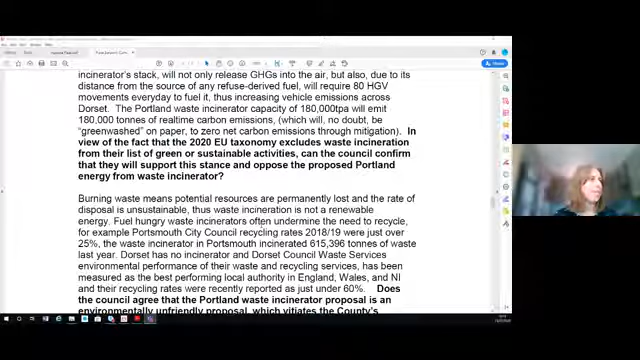 incinerator's stack, will not only release GHGs into the air, but also, due to its
distance from the source of any refuse-derived fuel, will require 80 HGV
movements everyday to fuel it, thus increasing vehicle emissions across
Dorset. The Portland waste incinerator capacity of 180,000tpa will emit
180,000 tonnes of realtime carbon emissions, (which will, no doubt, be
"greenwashed" on paper, to zero net carbon emissions through mitigation). In
view of the fact that the 2020 EU taxonomy excludes waste incineration
from their list of green or sustainable activities, can the council confirm
that they will support this stance and oppose the proposed Portland
energy from waste incinerator?
Burning waste means potential resources are permanently lost and the rate of
disposal is unsustainable, thus waste incineration is not a renewable
energy. Fuel hungry waste incinerators often undermine the need to recycle,
for example Portsmouth City Council recycling rates 2018/19 were just over
25%, the waste incinerator in Portsmouth incinerated 615,396 tonnes of waste
last year. Dorset has no incinerator and Dorset Council Waste Services
environmental performance of their waste and recycling services, has been
measured as the best performing local authority in England, Wales, and NI
and their recycling rates were recently reported as just under 60%. Does
the council agree that the Portland waste incinerator proposal is an
environmentally unfriendly proposal, which vitiates the County's